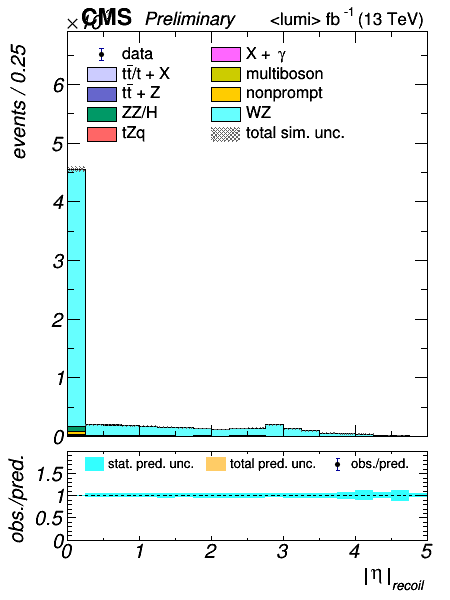 CMS Preliminary <lumi> fb⁻¹ (13 TeV)
events / 0.25
6
5
4
3
2
1
0
data
tt̄/t + X
tt̄ + Z
ZZ/H
tZq
X + γ
multiboson
nonprompt
WZ
total sim. unc.
obs./pred.
1.5
1
0.5
0
stat. pred. unc. total pred. unc. obs./pred.
0 1 2 3 4 5
|η|recoil